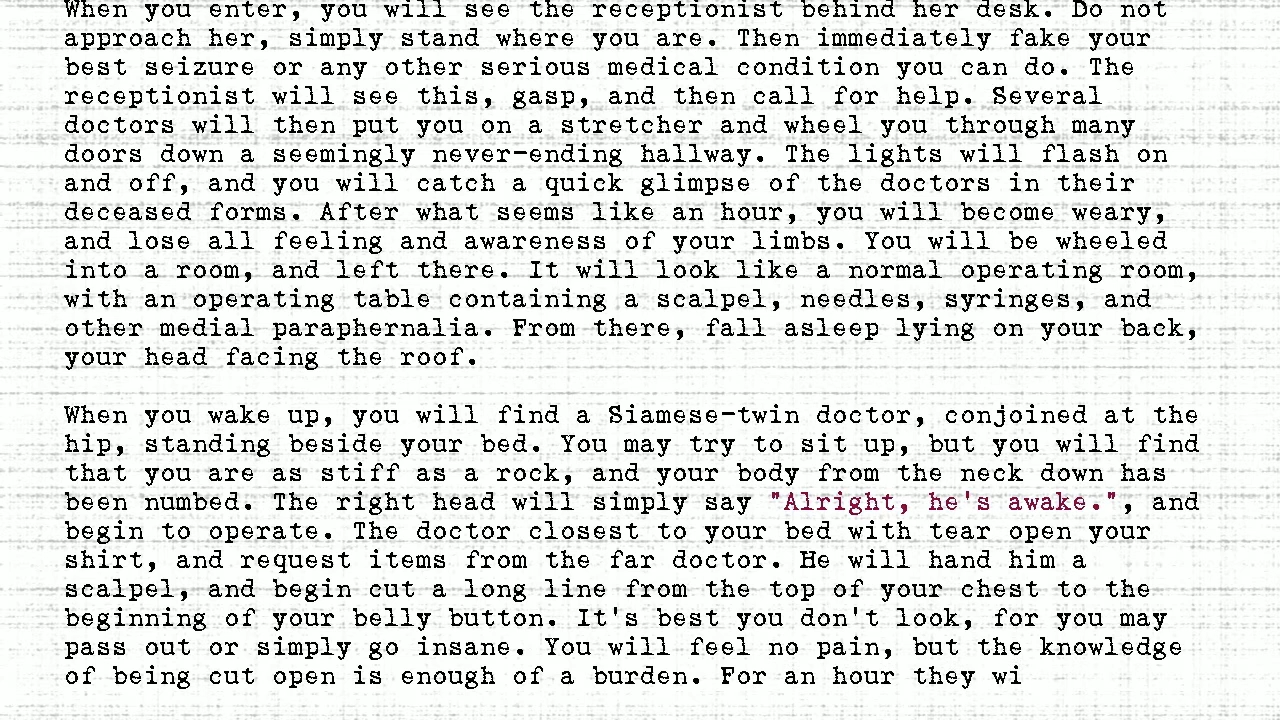 When you enter, you will see the receptionist behind her desk. Do not
approach her, simply stand where you are. Then immediately fake your
best seizure or any other serious medical condition you can do. The
receptionist will see this, gasp, and then call for help. Several
doctors will then put you on a stretcher and wheel you through many
doors down a seemingly never-ending hallway. The lights will flash on
and off, and you will catch a quick glimpse of the doctors in their
deceased forms. After what seems like an hour, you will become weary,
and lose all feeling and awareness of your limbs. You will be wheeled
into a room, and left there. It will look like a normal operating room,
with an operating table containing a scalpel, needles, syringes, and
other medial paraphernalia. From there, fall asleep lying on your back,
your head facing the roof.
When you wake up, you will find a Siamese-twin doctor, conjoined at the
hip, standing beside your bed. You may try to sit up, but you will find
that you are as stiff as a rock, and your body from the neck down has
been numbed. The right head will simply say "Alright, he's awake.", and
begin to operate. The doctor closest to your bed with tear open your
shirt, and request items from the far doctor. He will hand him a
scalpel, and begin cut a long line from the top of your chest to the
beginning of your belly button. It's best you don't look, for you may
pass out or simply go insane. You will feel no pain, but the knowledge
of being cut open is enough of a burden. For an hour they wi